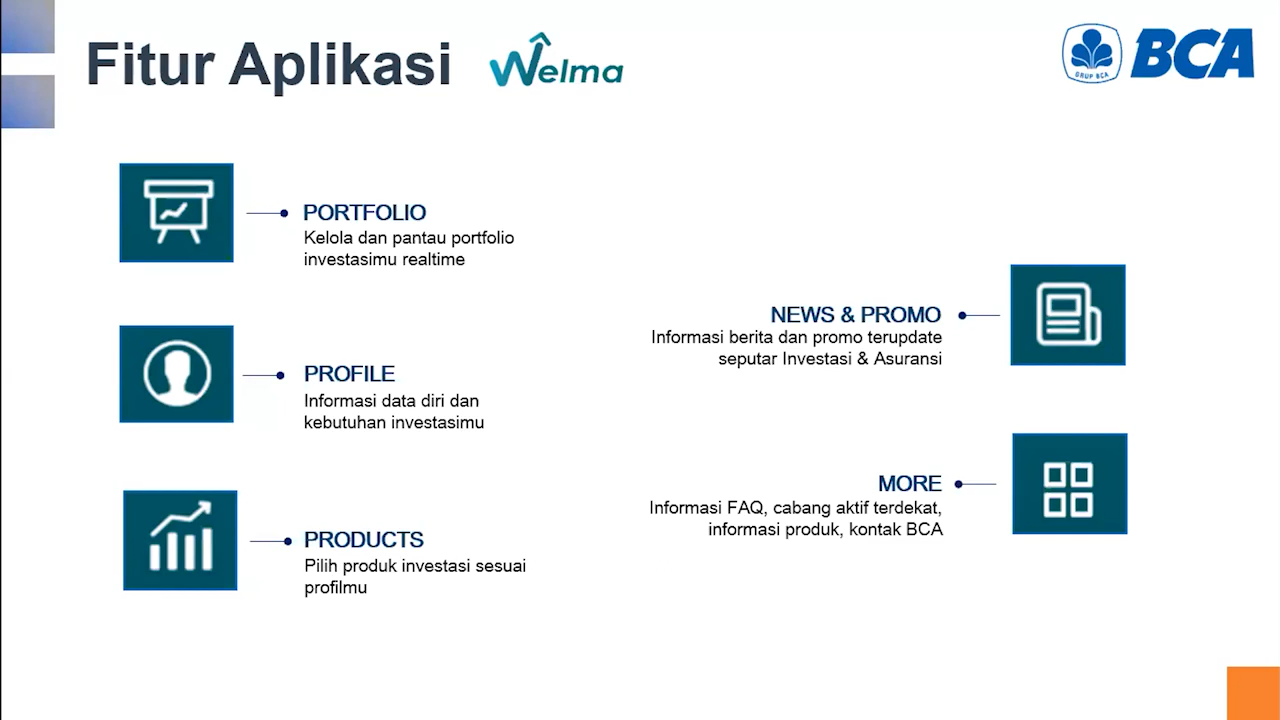 Fitur Aplikasi
Welma
GRUP BCA
BCA
PORTFOLIO
Kelola dan pantau portfolio
investasimu realtime
PROFILE
Informasi data diri dan
kebutuhan investasimu
PRODUCTS
Pilih produk investasi sesuai
profilmu
NEWS & PROMO
Informasi berita dan promo terupdate
seputar Investasi & Asuransi
MORE
Informasi FAQ, cabang aktif terdekat,
informasi produk, kontak BCA